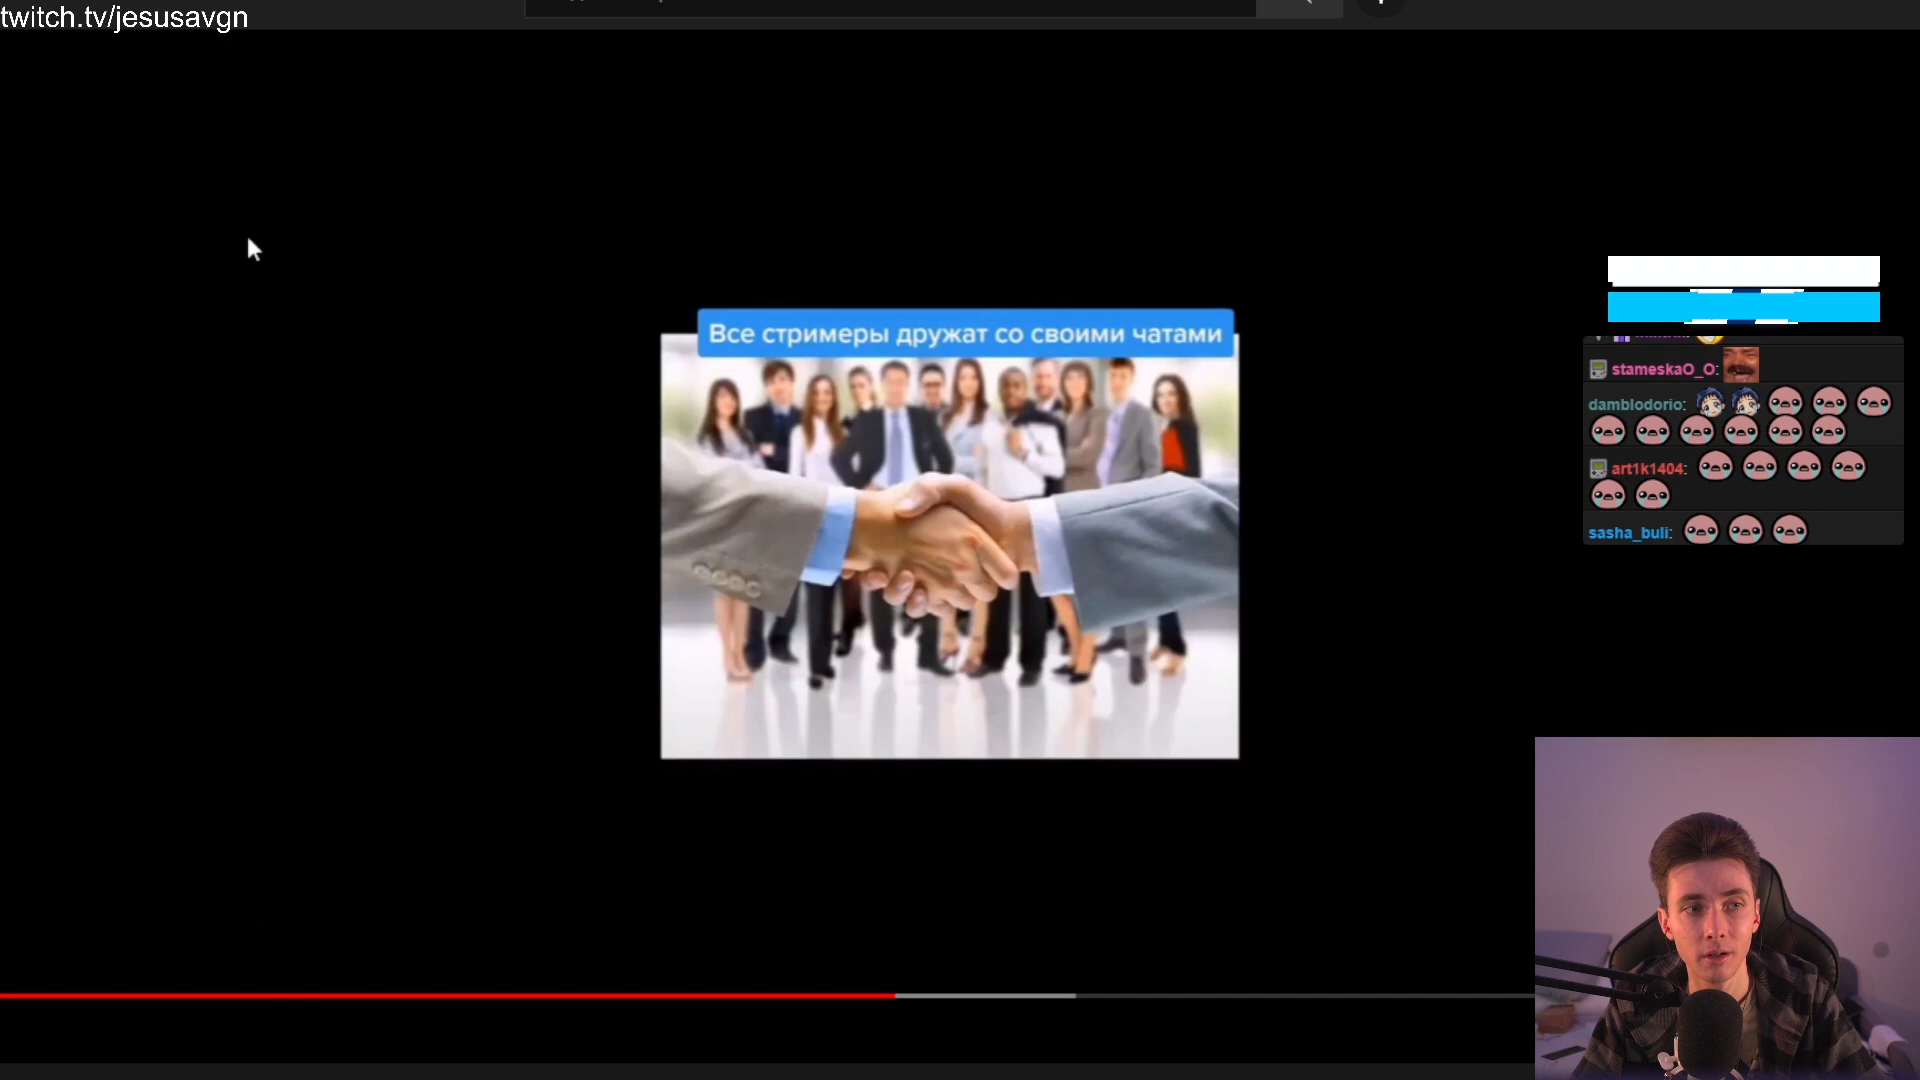 twitch.tv/jesusavgn
Все стримеры дружат со своими чатами
stameskaO_O:
damblodorio:
art1k1404:
sasha_buli: